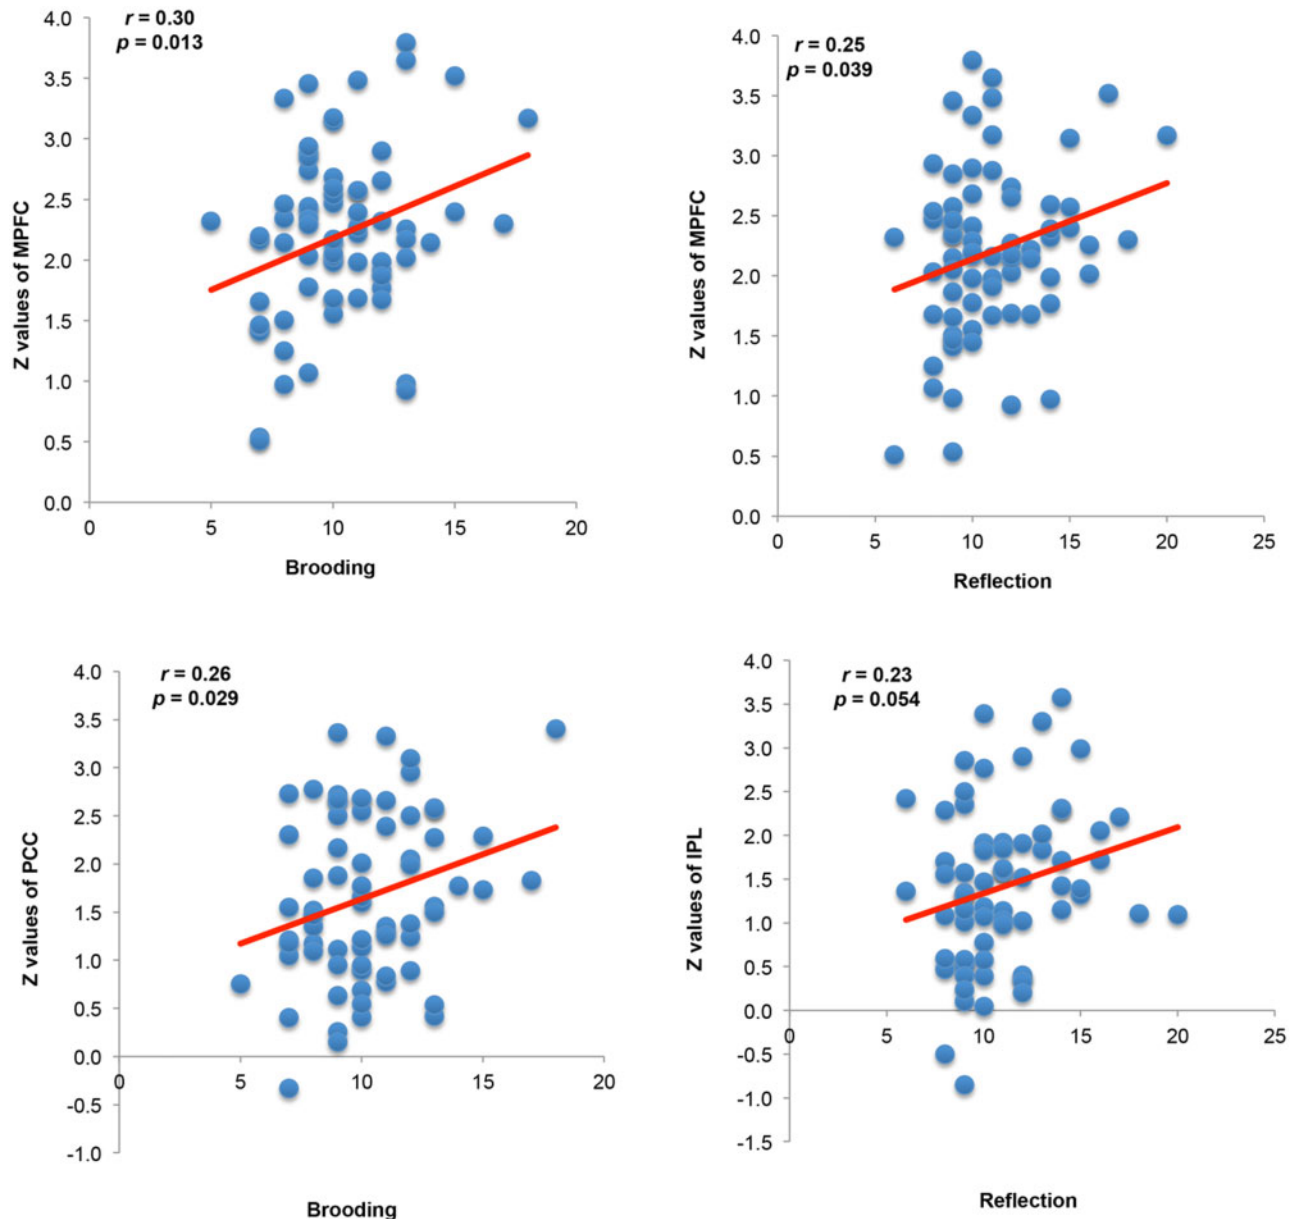 r = 0.30
p = 0.013
4.0
3.5
3.0
2.5
2.0
1.5
1.0
0.5
0.0
0 5 10 15 20
Z values of MPFC
Brooding
r = 0.25
p = 0.039
4.0
3.5
3.0
2.5
2.0
1.5
1.0
0.5
0.0
0 5 10 15 20 25
Z values of MPFC
Reflection
r = 0.26
p = 0.029
4.0
3.5
3.0
2.5
2.0
1.5
1.0
0.5
0.0
-0.5
-1.0
0 5 10 15 20
Z values of PCC
Brooding
r = 0.23
p = 0.054
4.0
3.5
3.0
2.5
2.0
1.5
1.0
0.5
0.0
-0.5
-1.0
-1.5
0 5 10 15 20 25
Z values of IPL
Reflection